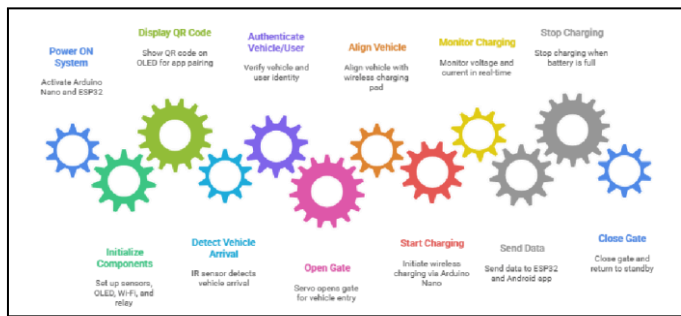 Power ON
System
Activate Arduino
Nano and ESP32
Initialize
Components
Set up sensors,
OLED, Wi-Fi, and
relay
Display QR Code
Show QR code on
OLED for app pairing
Detect Vehicle
Arrival
IR sensor detects
vehicle arrival
Authenticate
Vehicle/User
Verify vehicle and
user identity
Open Gate
Servo opens gate
for vehicle entry
Align Vehicle
Align vehicle with
wireless charging
pad
Start Charging
Initiate wireless
charging via Arduino
Nano
Monitor Charging
Monitor voltage and
current in real-time
Send Data
Send data to ESP32
and Android app
Stop Charging
Stop charging when
battery is full
Close Gate
Close gate and
return to standby